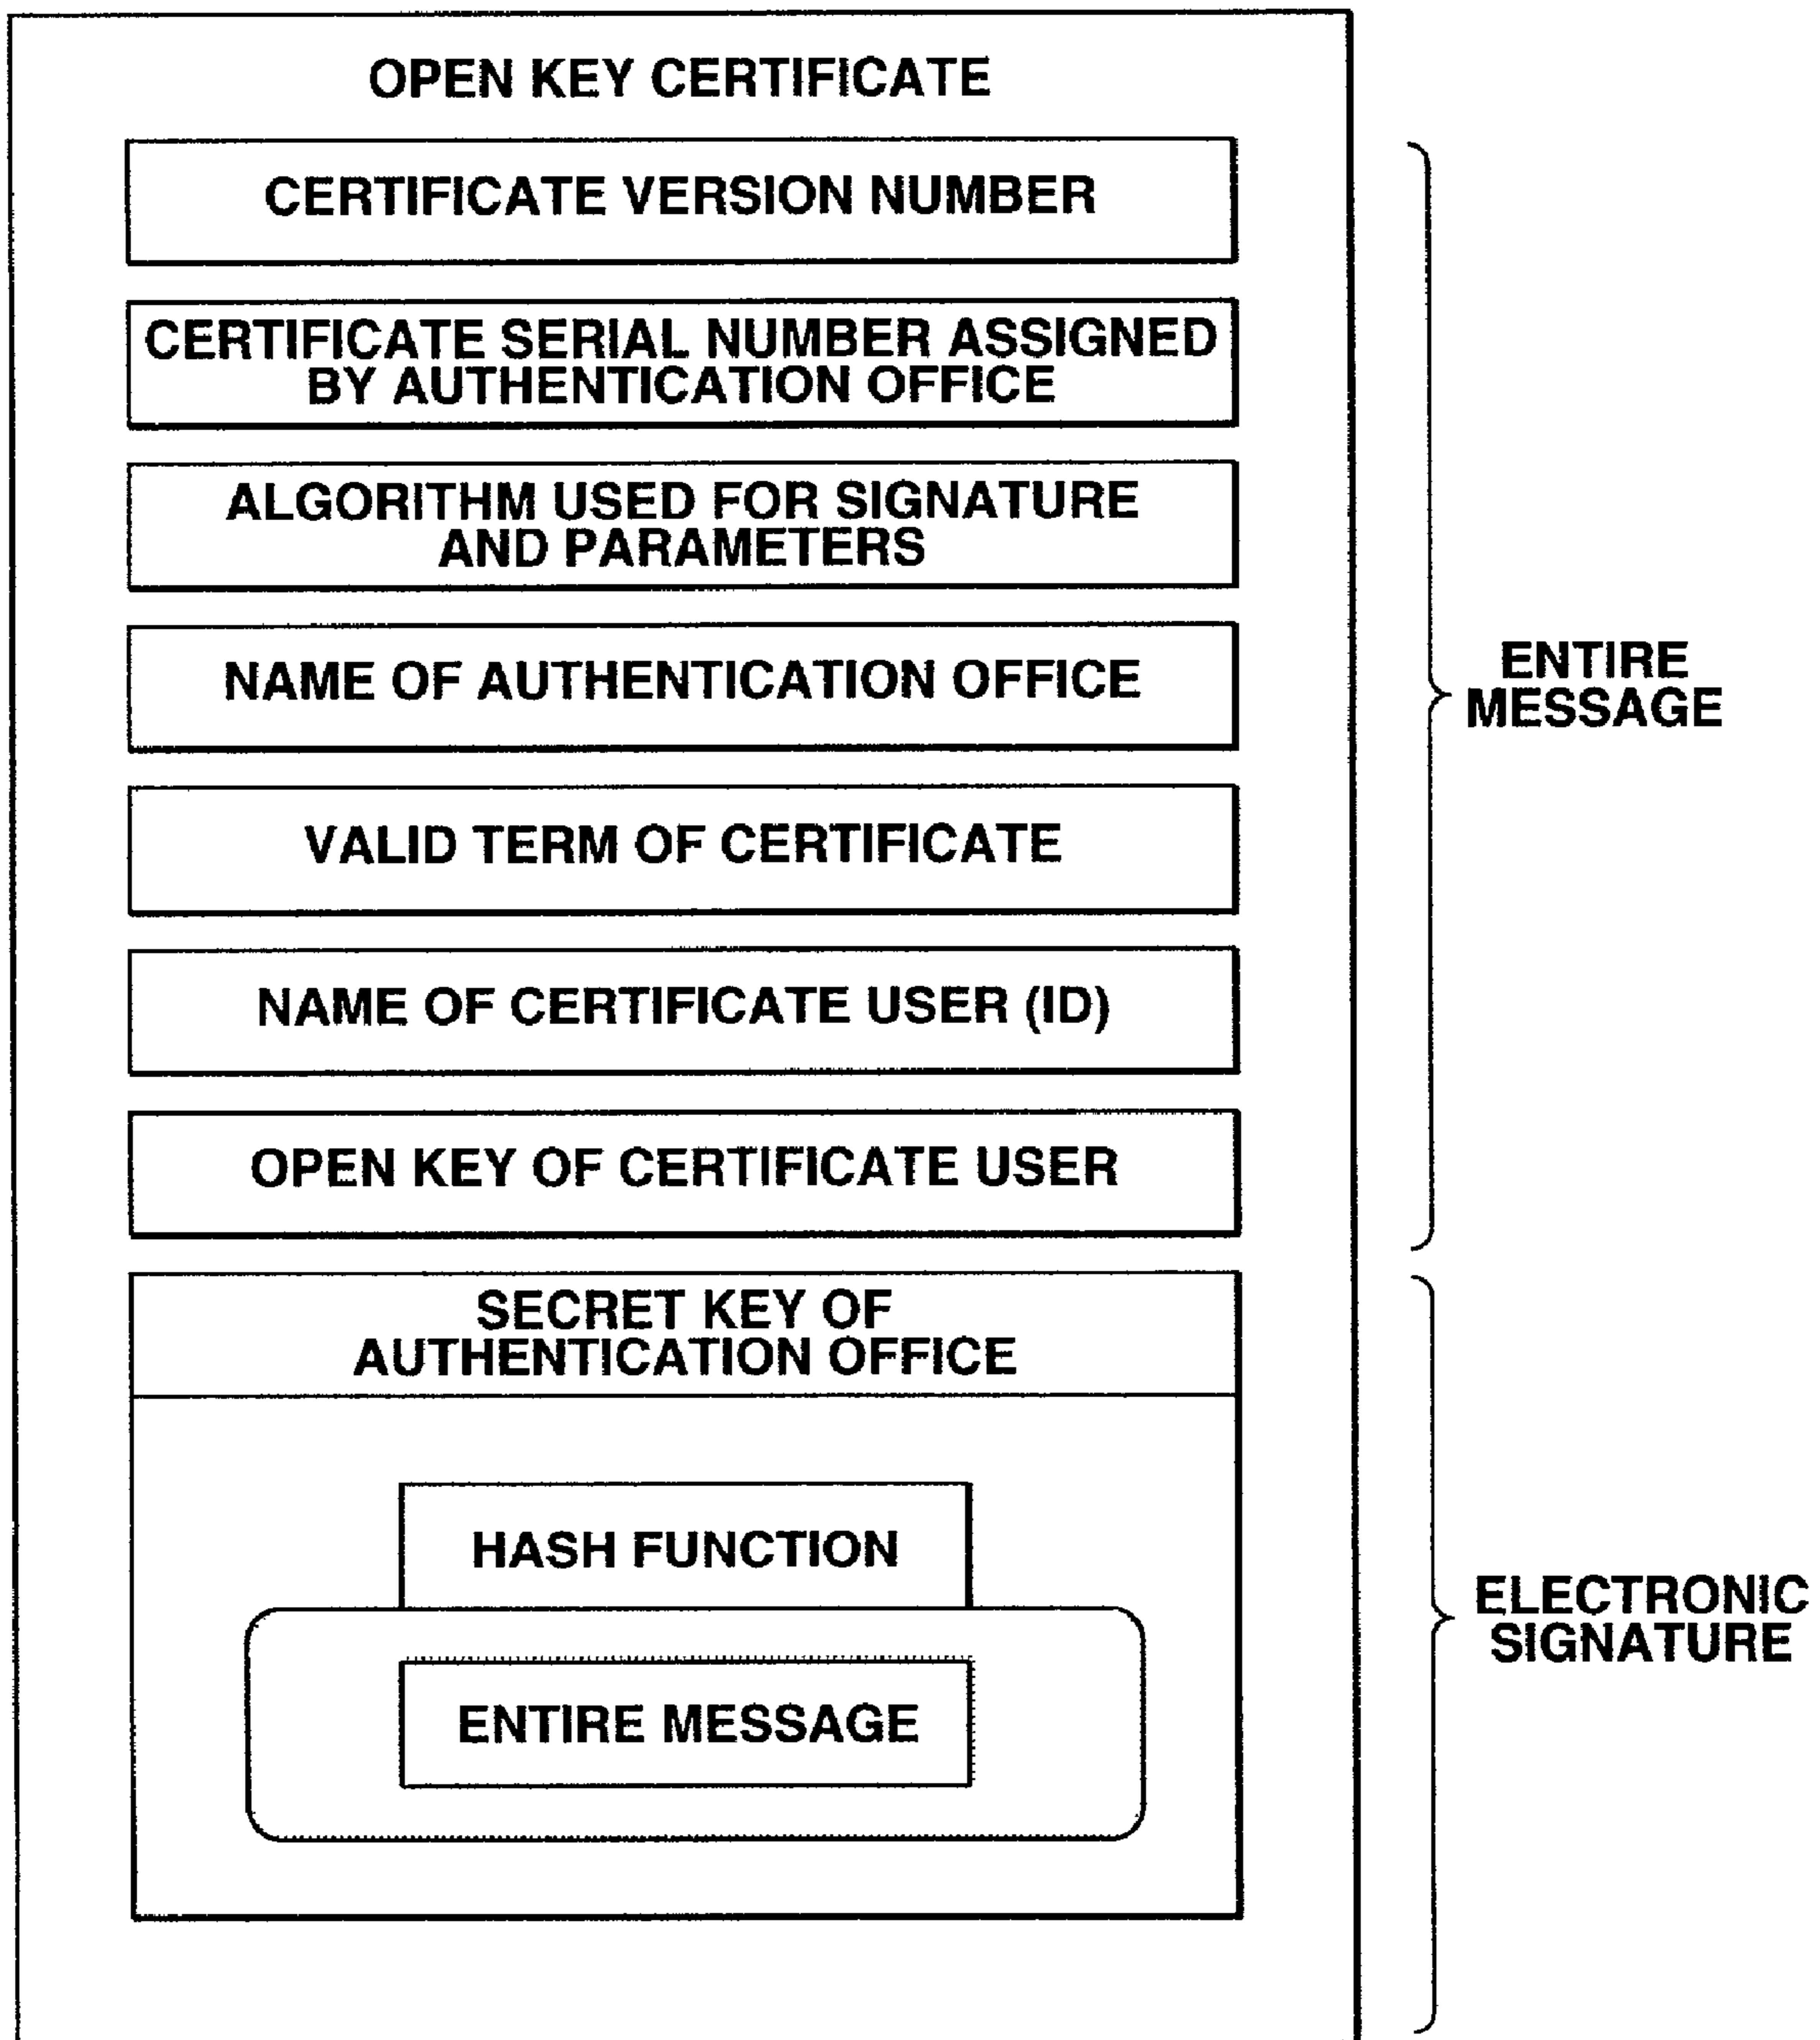 OPEN KEY CERTIFICATE
CERTIFICATE VERSION NUMBER
CERTIFICATE SERIAL NUMBER ASSIGNED
BY AUTHENTICATION OFFICE
ALGORITHM USED FOR SIGNATURE
AND PARAMETERS
NAME OF AUTHENTICATION OFFICE
VALID TERM OF CERTIFICATE
NAME OF CERTIFICATE USER (ID)
OPEN KEY OF CERTIFICATE USER
ENTIRE
MESSAGE
SECRET KEY OF
AUTHENTICATION OFFICE
HASH FUNCTION
ENTIRE MESSAGE
ELECTRONIC
SIGNATURE